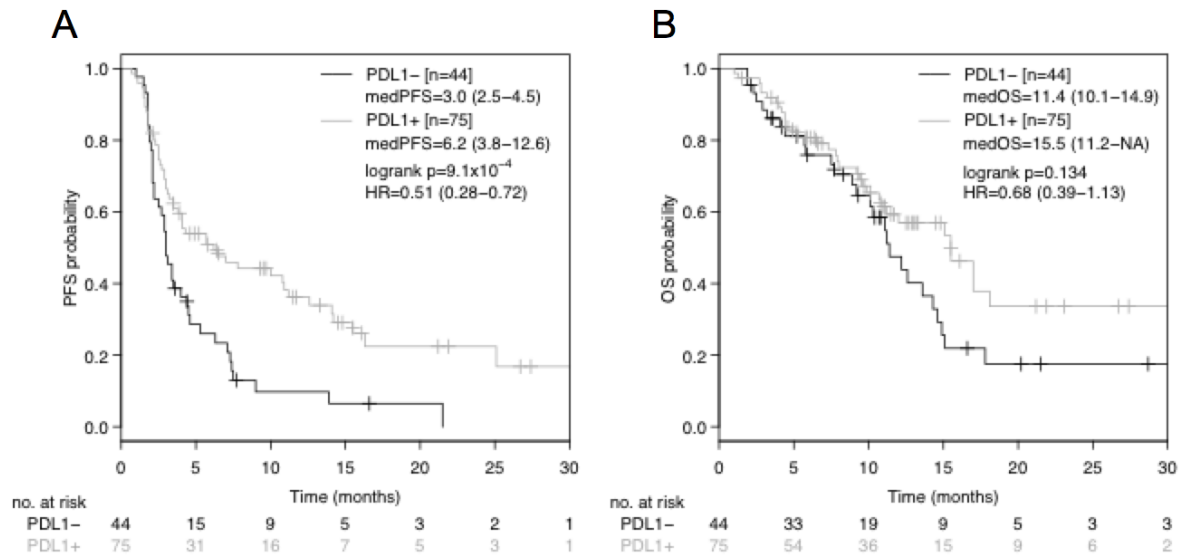 A
PFS probability
1.0
0.8
0.6
0.4
0.2
0.0
PDL1− [n=44]
medPFS=3.0 (2.5−4.5)
PDL1+ [n=75]
medPFS=6.2 (3.8−12.6)
logrank p=9.1x10⁻⁴
HR=0.51 (0.28−0.72)
0 5 10 15 20 25 30
Time (months)
no. at risk
PDL1− 44 15 9 5 3 2 1
PDL1+ 75 31 16 7 5 3 1
B
OS probability
1.0
0.8
0.6
0.4
0.2
0.0
PDL1− [n=44]
medOS=11.4 (10.1−14.9)
PDL1+ [n=75]
medOS=15.5 (11.2−NA)
logrank p=0.134
HR=0.68 (0.39−1.13)
0 5 10 15 20 25 30
Time (months)
no. at risk
PDL1− 44 33 19 9 5 3 3
PDL1+ 75 54 36 15 9 6 2